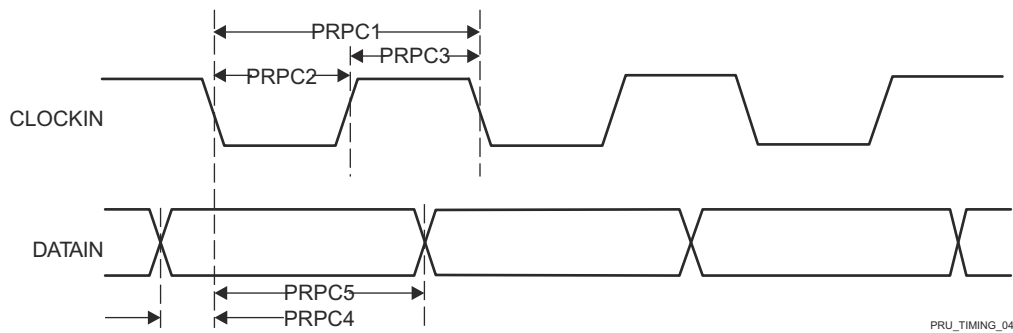 PRPC1
PRPC3
PRPC2
CLOCKIN
DATAIN
PRPC5
PRPC4
PRU_TIMING_04